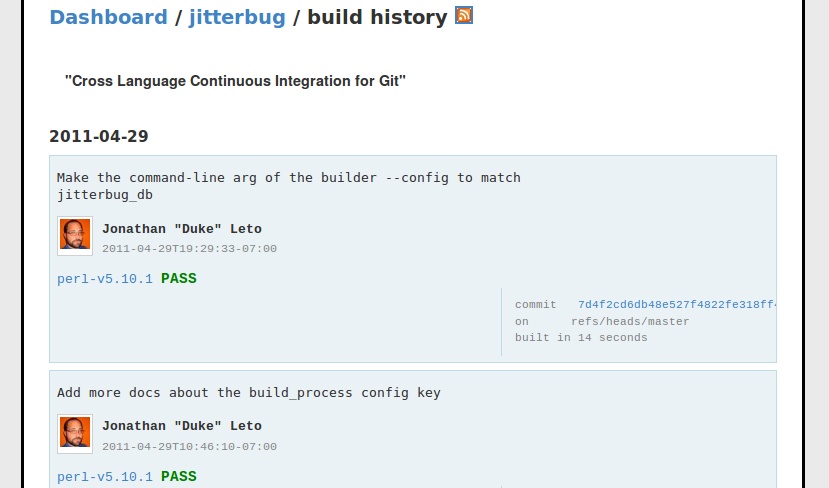 Dashboard / jitterbug / build history
"Cross Language Continuous Integration for Git"
2011-04-29
Make the command-line arg of the builder --config to match
jitterbug_db
Jonathan "Duke" Leto
2011-04-29T19:29:33-07:00
perl-v5.10.1 PASS
commit 7d4f2cd6db48e527f4822fe318ff
on refs/heads/master
built in 14 seconds
Add more docs about the build_process config key
Jonathan "Duke" Leto
2011-04-29T10:46:10-07:00
perl-v5.10.1 PASS